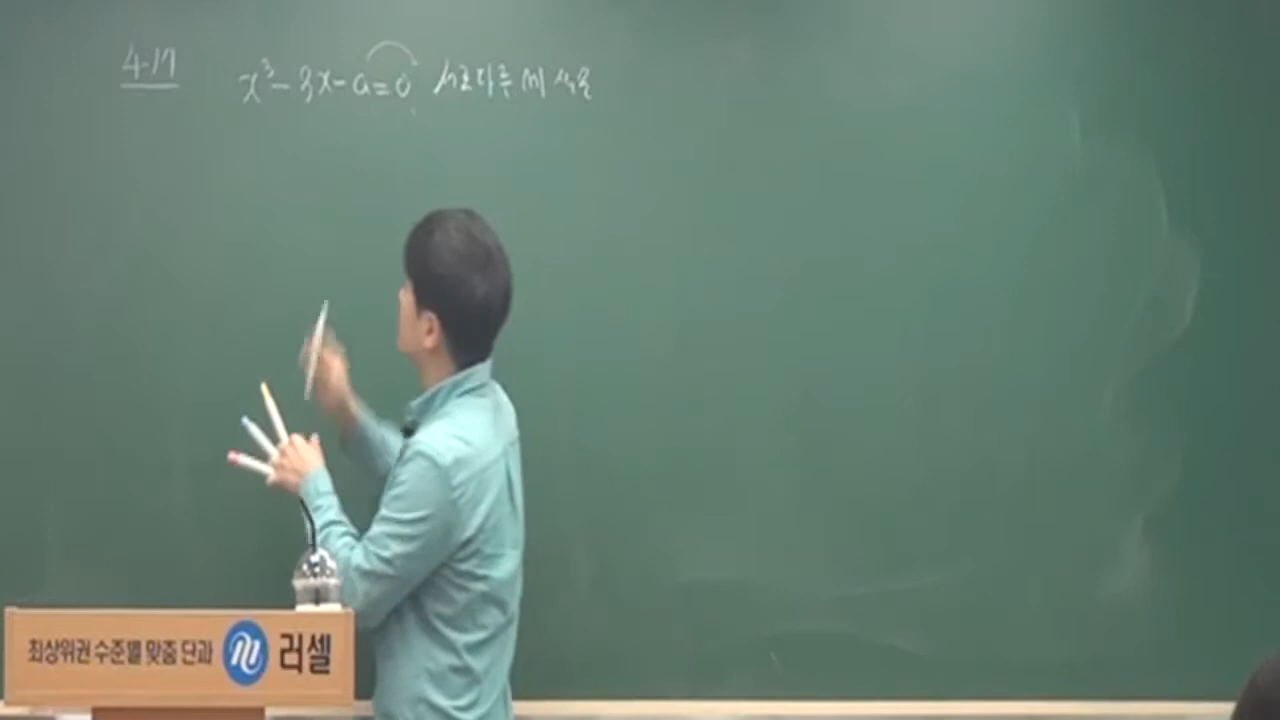 4-17
x³-3x-a=0 서로다른 세 실근
최상위권 수준별 맞춤 단과 러셀